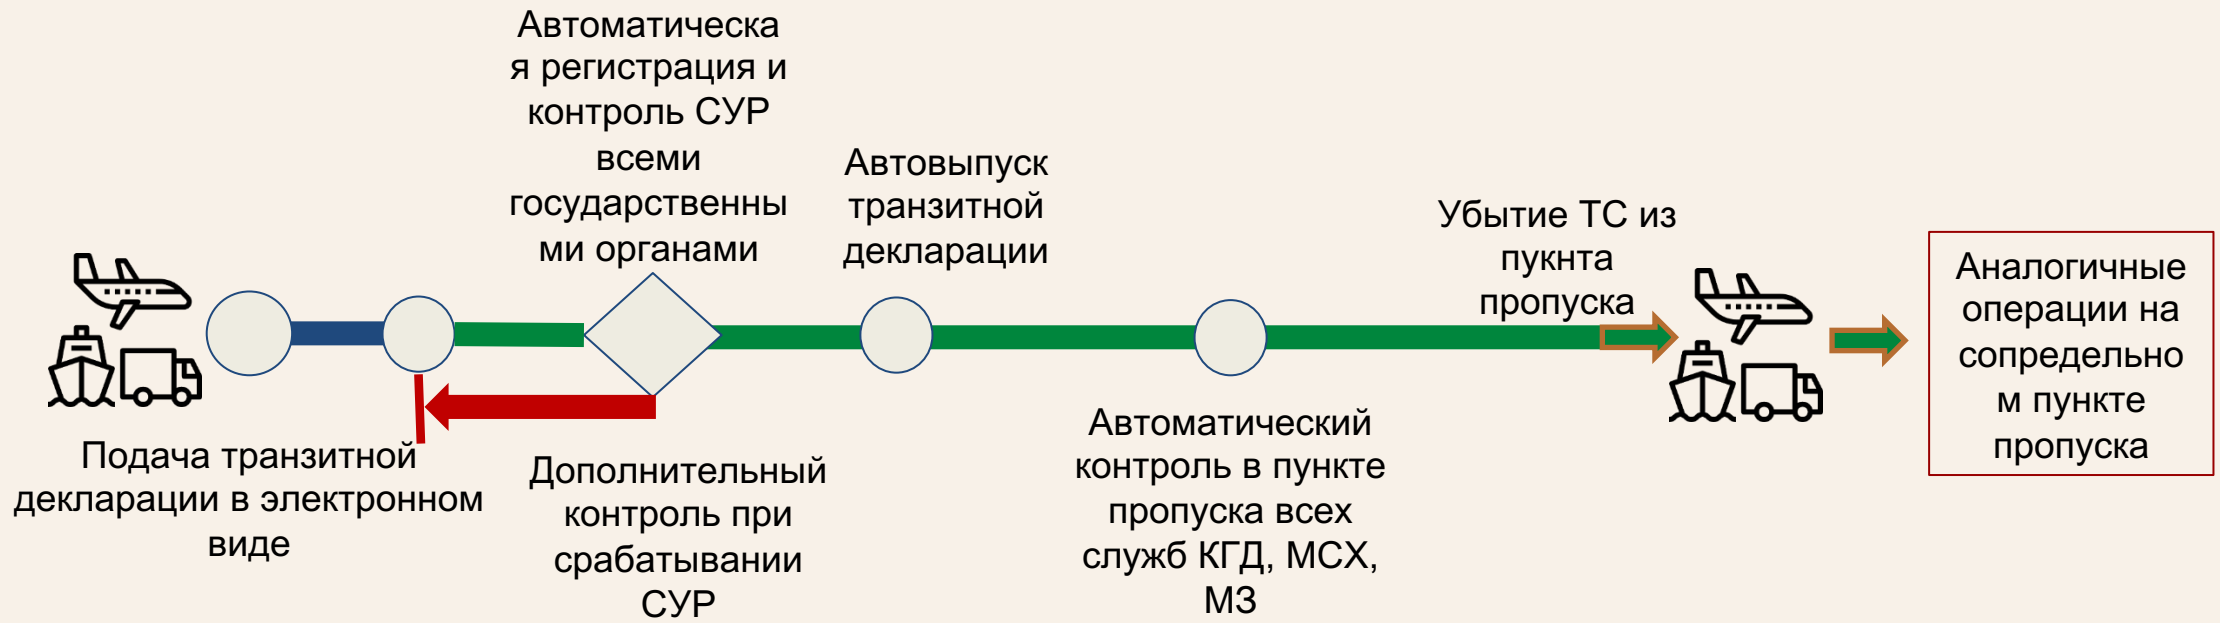 Автоматическа
я регистрация и
контроль СУР
всеми
государственны
ми органами
Автовыпуск
транзитной
декларации
Убытие ТС из
пукнта
пропуска
Аналогичные
операции на
сопредельно
м пункте
пропуска
Подача транзитной
декларации в электронном
виде
Дополнительный
контроль при
срабатывании
СУР
Автоматический
контроль в пункте
пропуска всех
служб КГД, МСХ,
МЗ